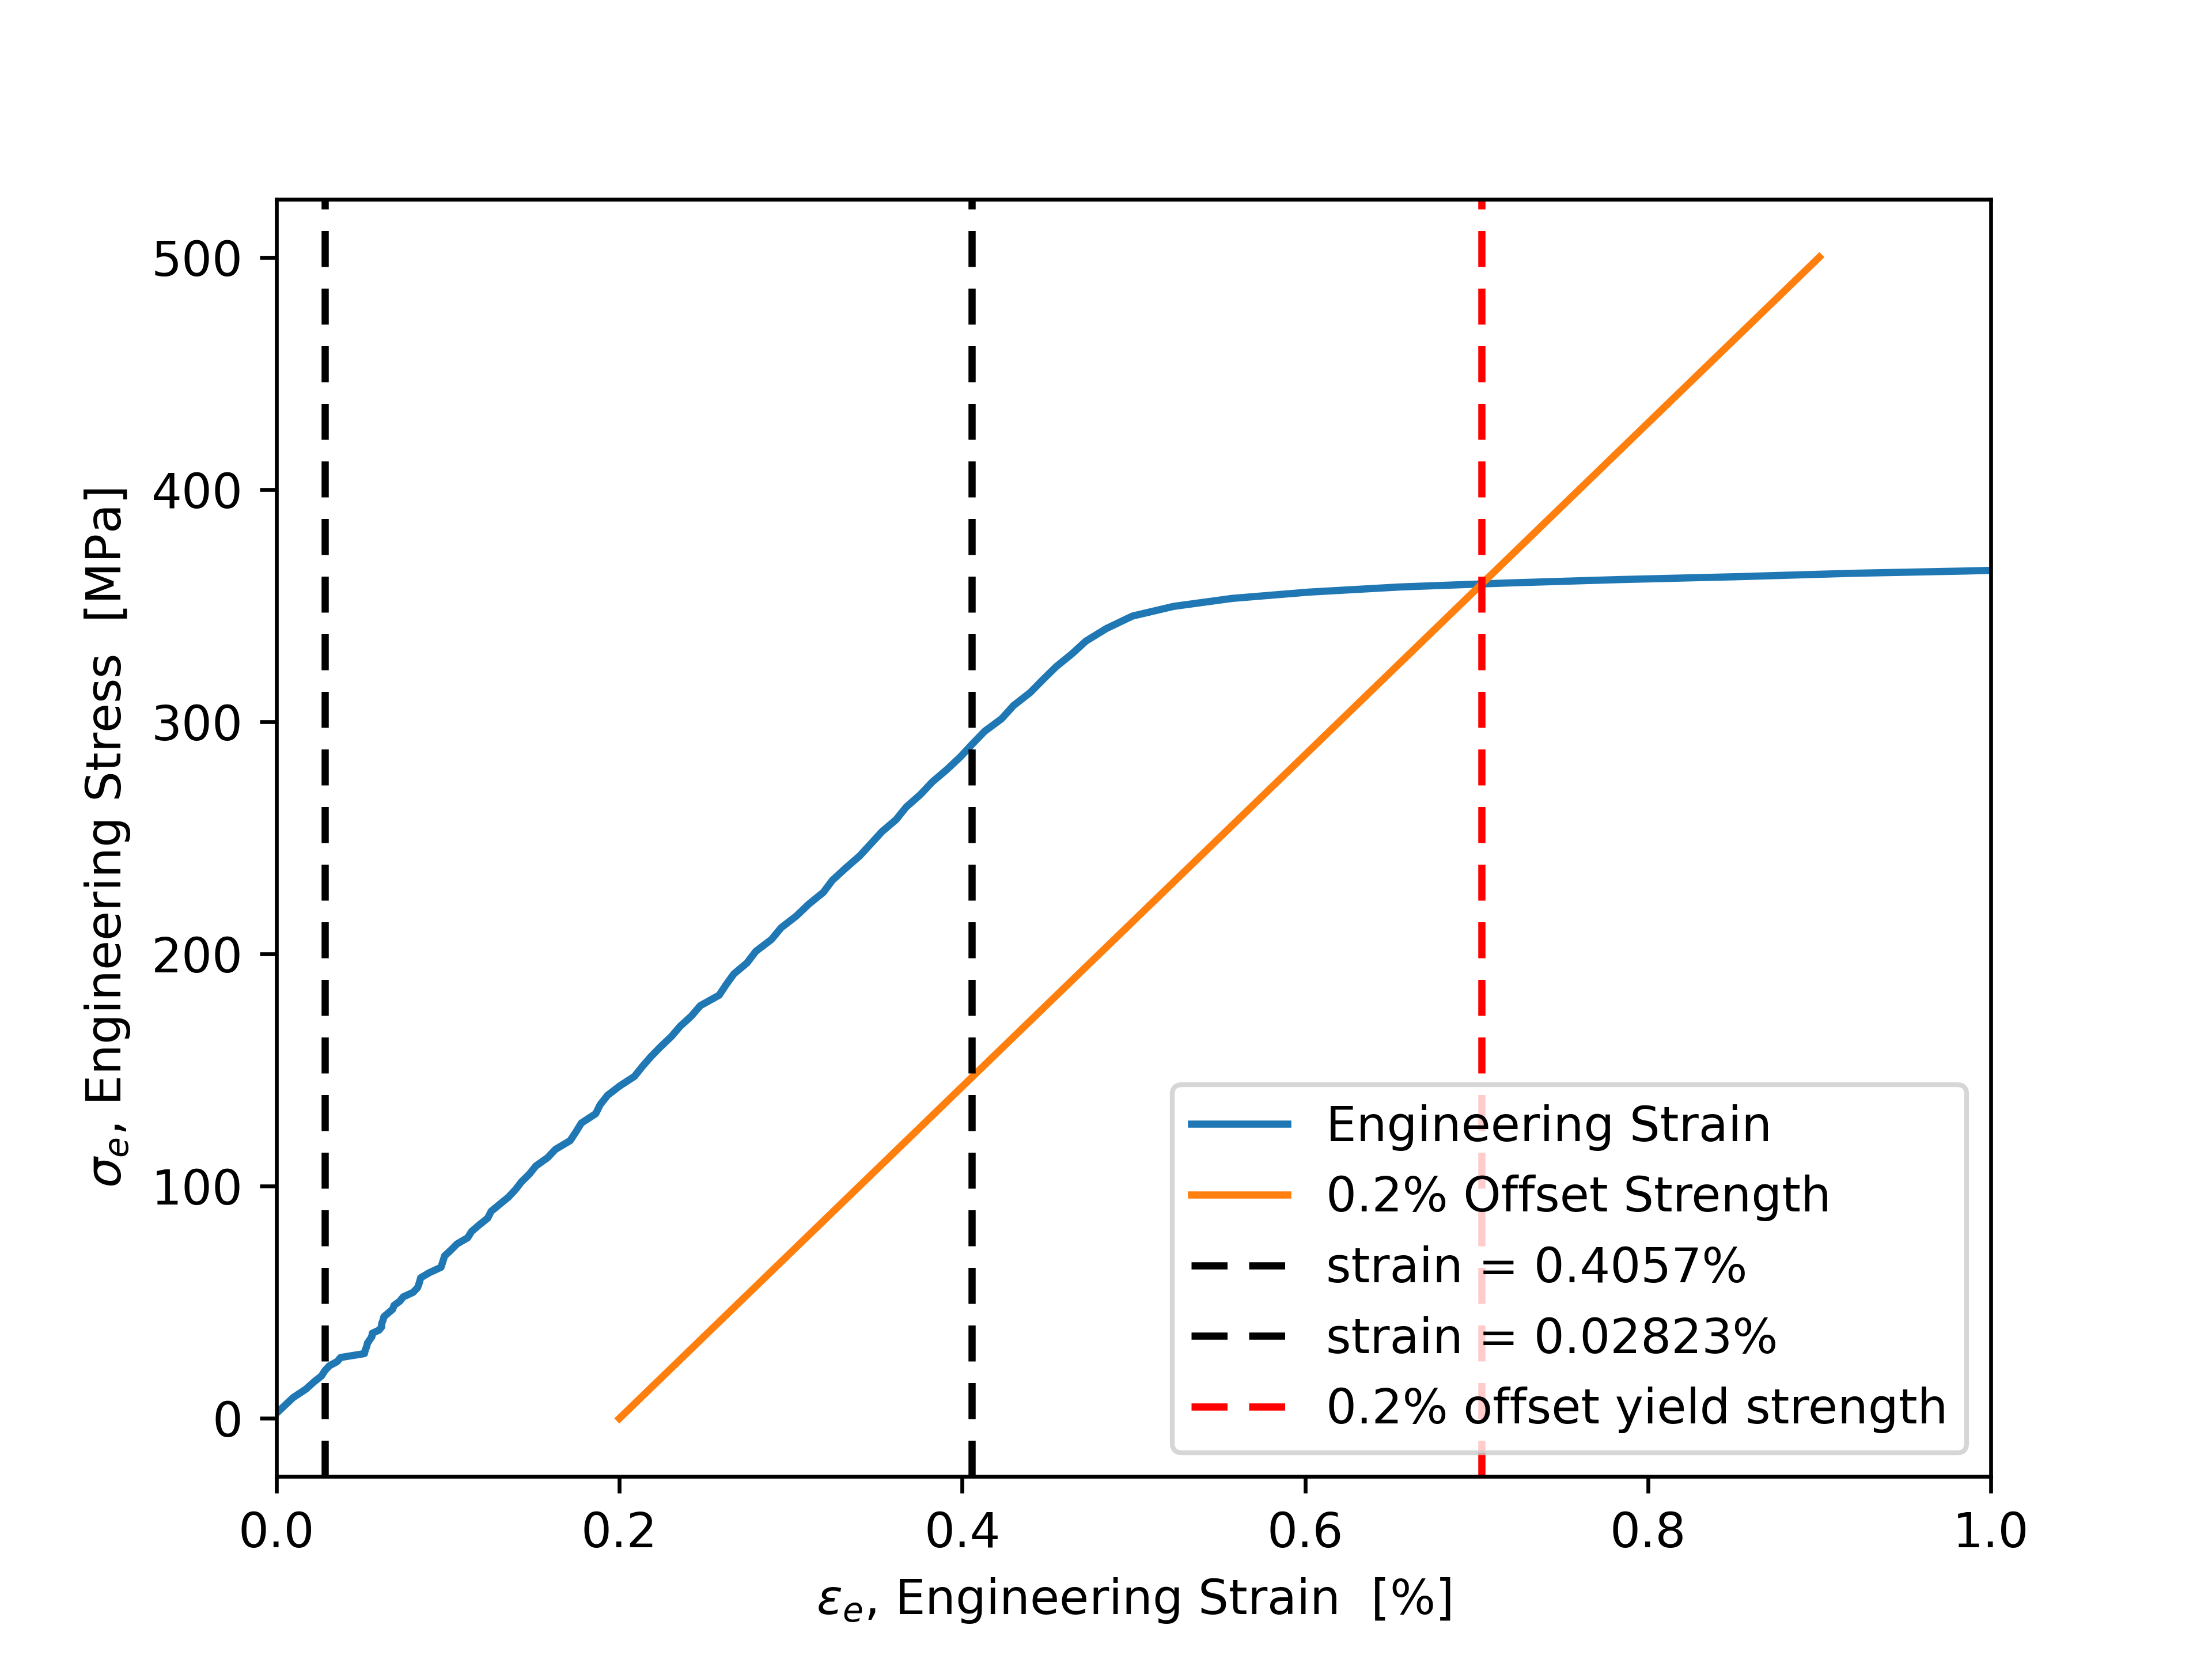 500
400
300
200
100
0
σe, Engineering Stress [MPa]
Engineering Strain
0.2% Offset Strength
strain = 0.4057%
strain = 0.02823%
0.2% offset yield strength
0.0 0.2 0.4 0.6 0.8 1.0
εe, Engineering Strain [%]